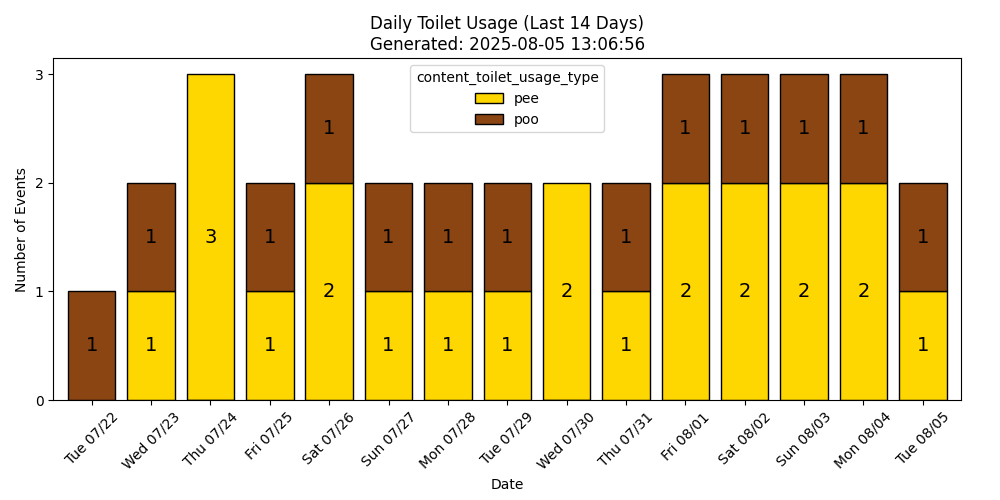 Daily Toilet Usage (Last 14 Days)
Generated: 2025-08-05 13:06:56
content_toilet_usage_type
pee
poo
Number of Events
3
2
1
0
1
1
1
3
1
1
1
2
1
1
1
1
1
1
2
1
1
1
2
1
2
1
2
1
2
1
1
Tue 07/22
Wed 07/23
Thu 07/24
Fri 07/25
Sat 07/26
Sun 07/27
Mon 07/28
Tue 07/29
Wed 07/30
Thu 07/31
Fri 08/01
Sat 08/02
Sun 08/03
Mon 08/04
Tue 08/05
Date